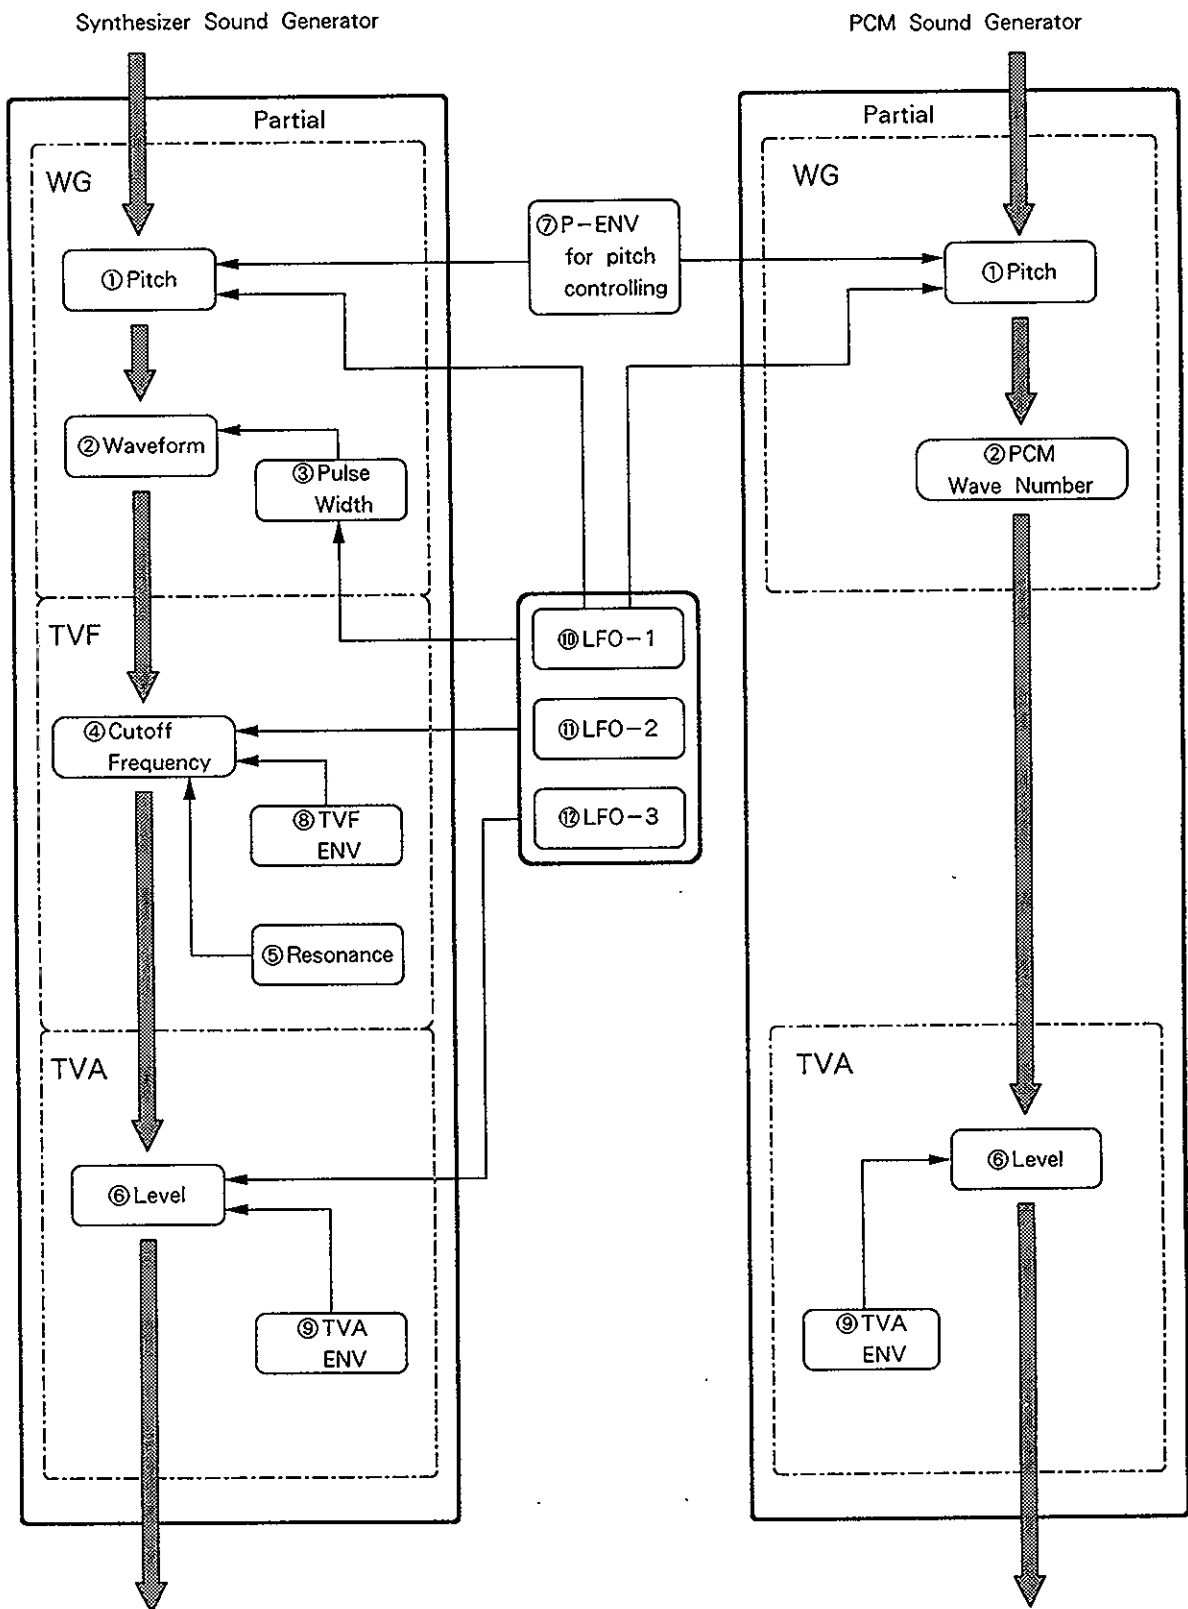 Synthesizer Sound Generator
PCM Sound Generator
Partial
WG
①Pitch
②Waveform
③Pulse
Width
TVF
④Cutoff
Frequency
⑧TVF
ENV
⑤Resonance
TVA
⑥Level
⑨TVA
ENV
⑦P-ENV
for pitch
controlling
⑩LFO-1
⑪LFO-2
⑫LFO-3
Partial
WG
①Pitch
②PCM
Wave Number
TVA
⑥Level
⑨TVA
ENV